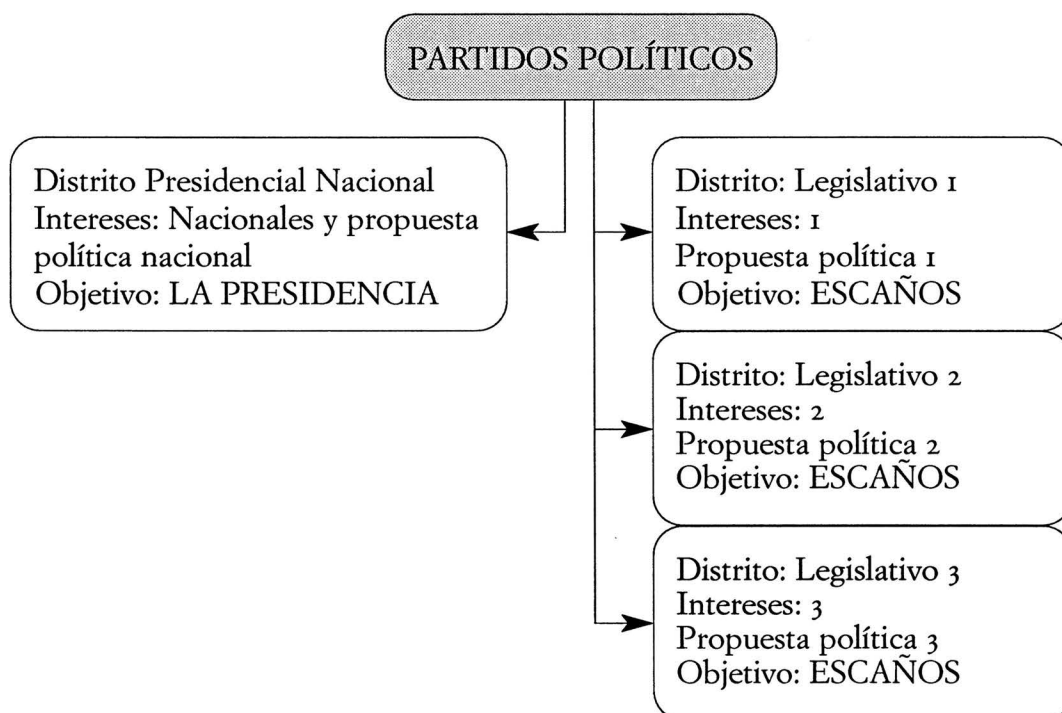 PARTIDOS POLÍTICOS
Distrito Presidencial Nacional
Intereses: Nacionales y propuesta
política nacional
Objetivo: LA PRESIDENCIA
Distrito: Legislativo 1
Intereses: 1
Propuesta política 1
Objetivo: ESCAÑOS
Distrito: Legislativo 2
Intereses: 2
Propuesta política 2
Objetivo: ESCAÑOS
Distrito: Legislativo 3
Intereses: 3
Propuesta política 3
Objetivo: ESCAÑOS